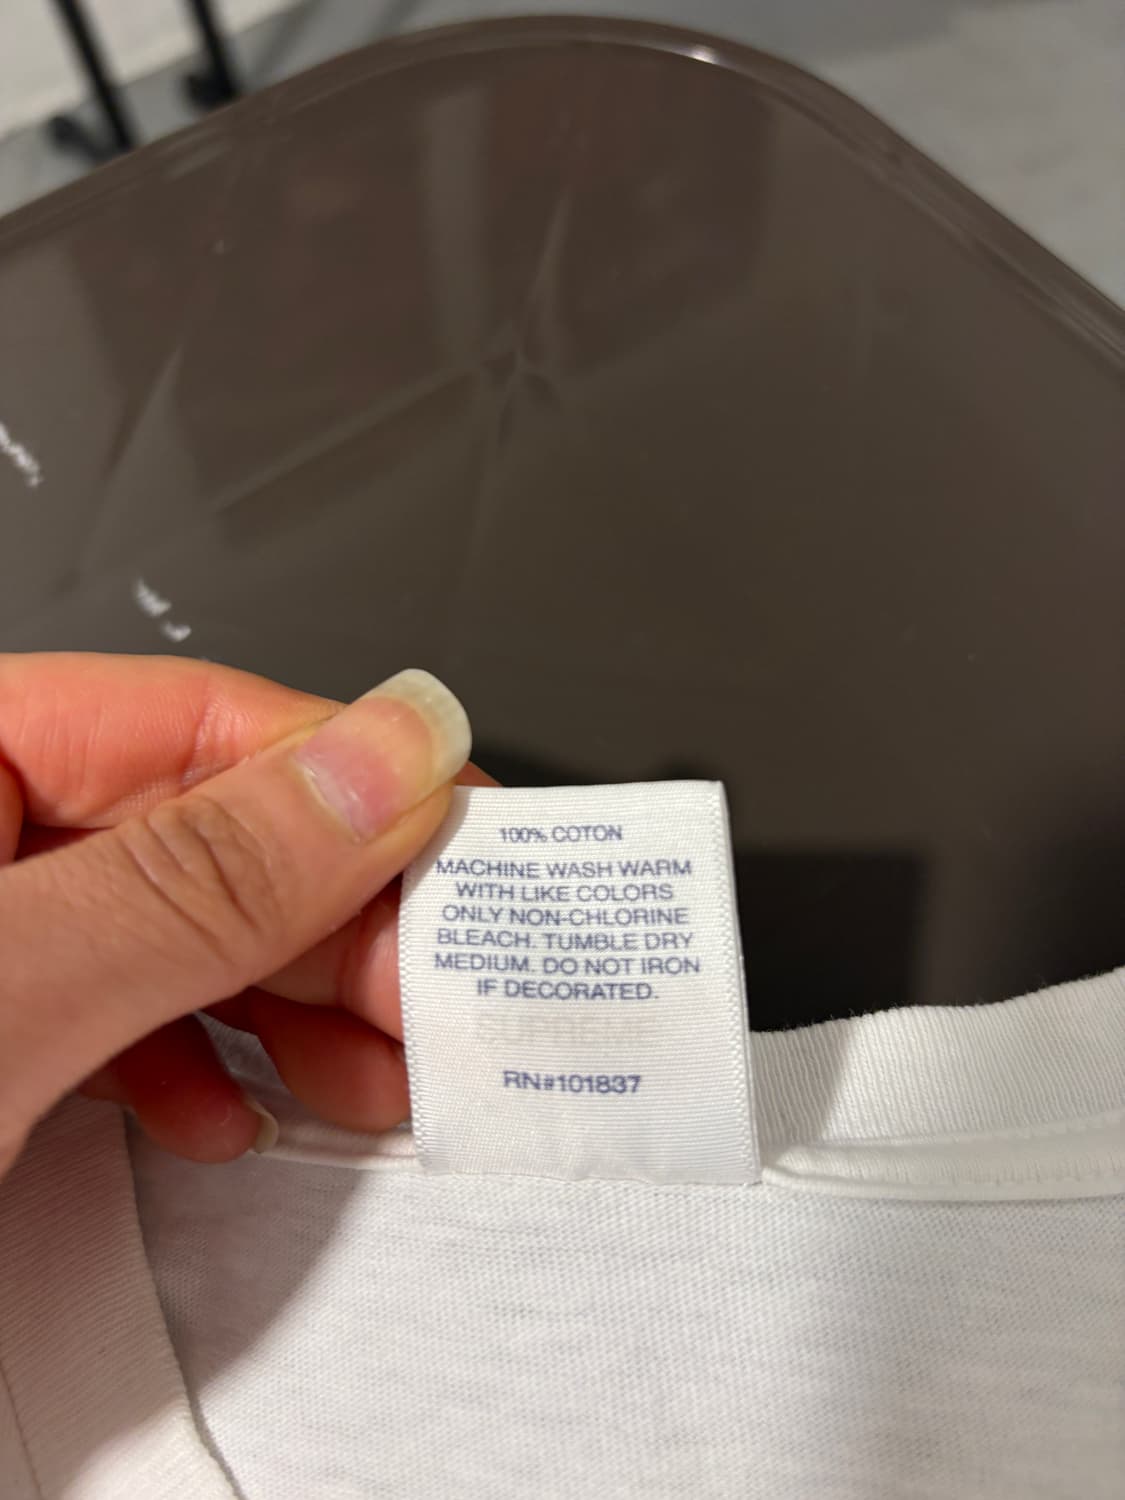 100% COTON
MACHINE WASH WARM
WITH LIKE COLORS
ONLY NON-CHLORINE
BLEACH. TUMBLE DRY
MEDIUM. DO NOT IRON
IF DECORATED.
SUPREME
RN#101837